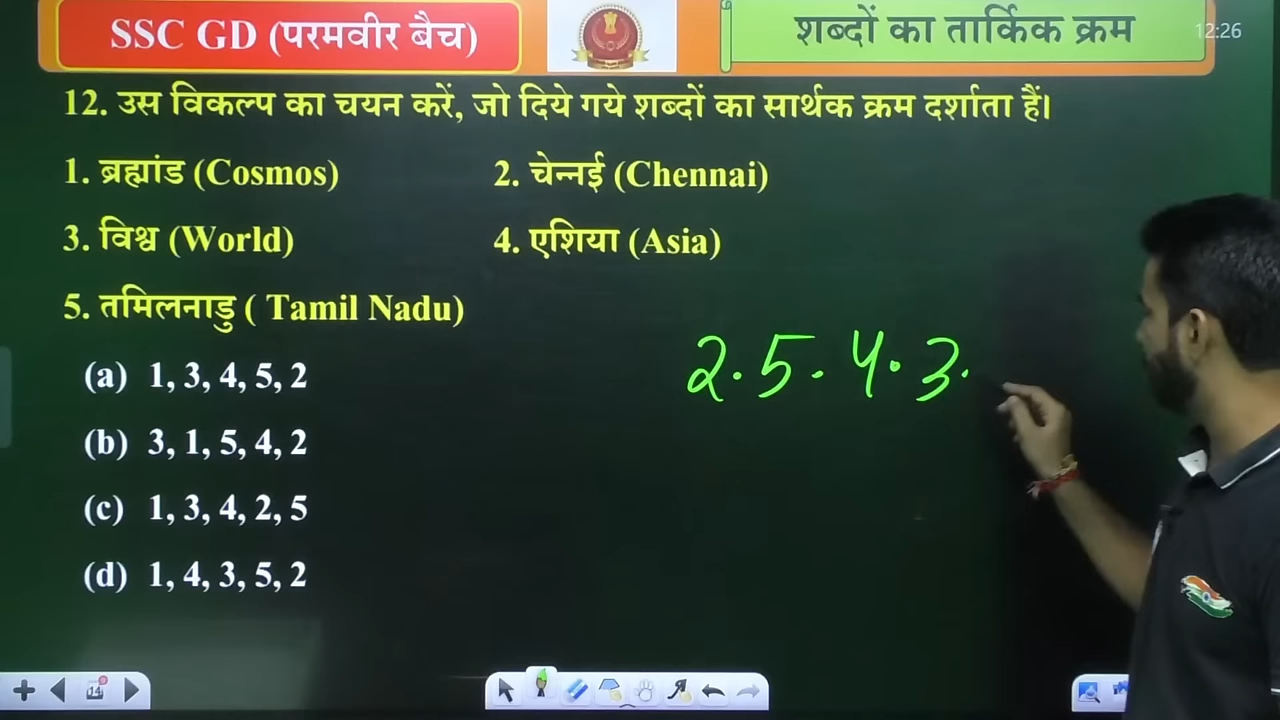 SSC GD (परमवीर बैच)
शब्दों का तार्किक क्रम
12:26
12. उस विकल्प का चयन करें, जो दिये गये शब्दों का सार्थक क्रम दर्शाता हैं।
1. ब्रह्मांड (Cosmos) 2. चेन्नई (Chennai)
3. विश्व (World) 4. एशिया (Asia)
5. तमिलनाडु ( Tamil Nadu)
2. 5. 4. 3.
(a) 1, 3, 4, 5, 2
(b) 3, 1, 5, 4, 2
(c) 1, 3, 4, 2, 5
(d) 1, 4, 3, 5, 2
14